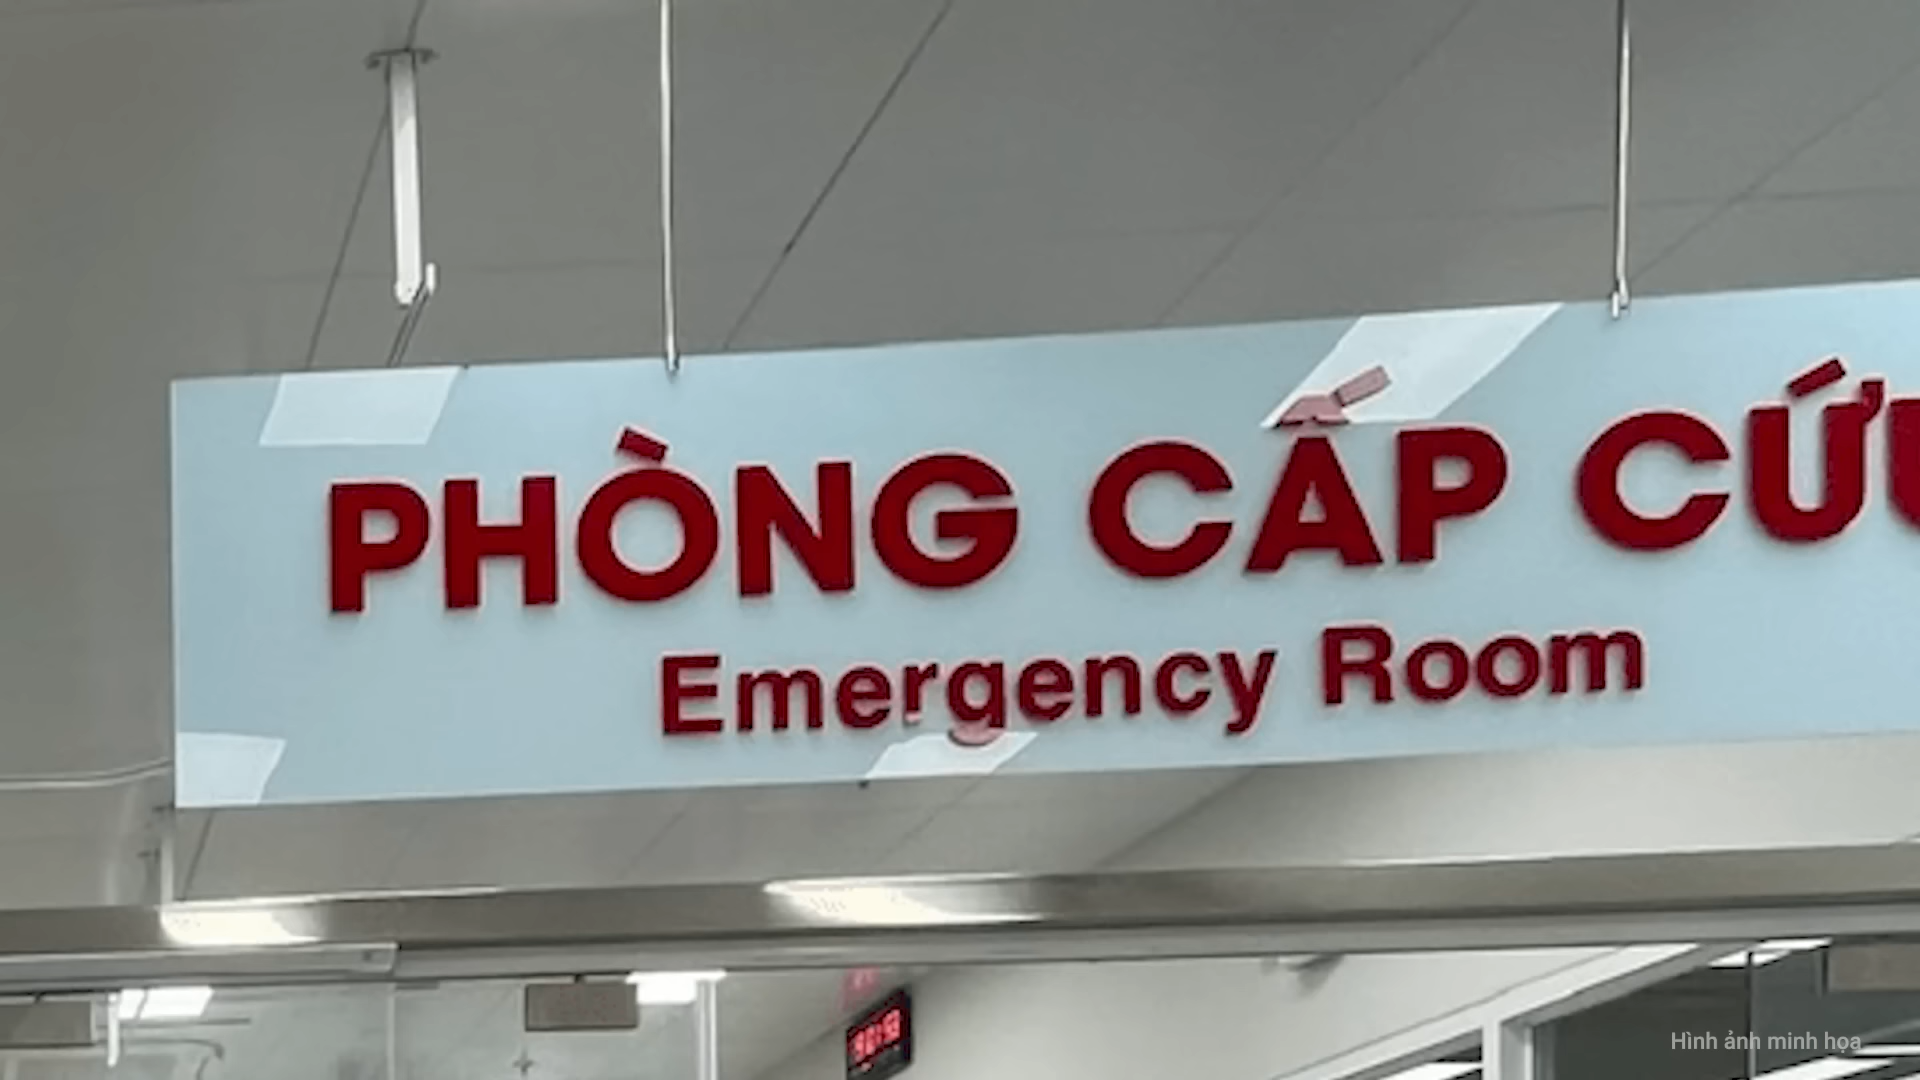 PHÒNG CẤP CỨU
Emergency Room
Hình ảnh minh họa